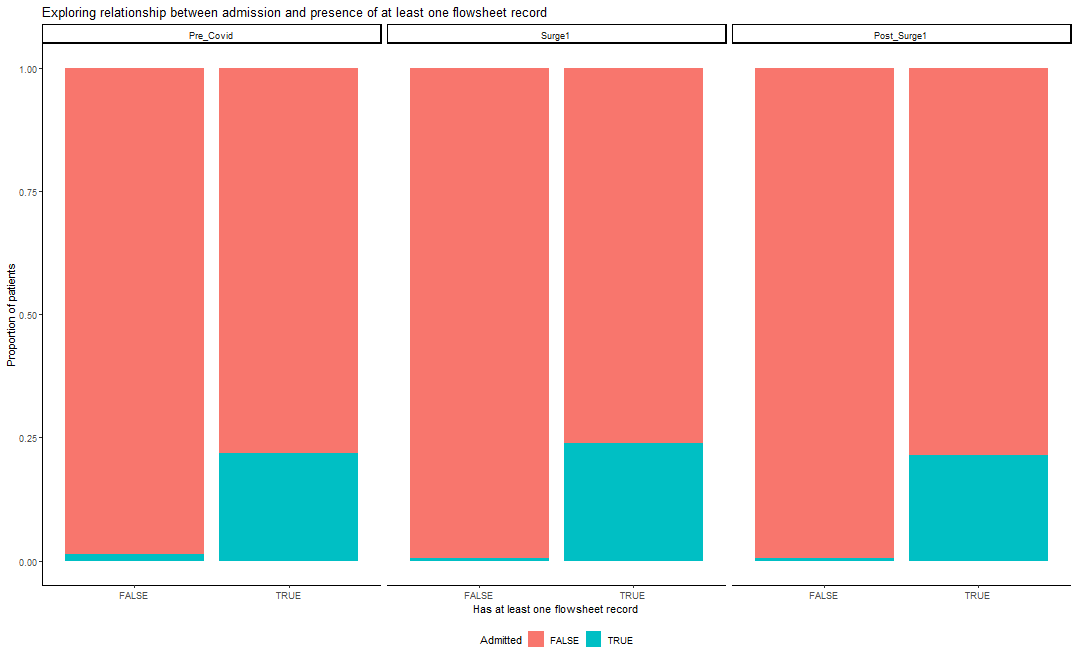 Exploring relationship between admission and presence of at least one flowsheet record
Pre_Covid
Surge1
Post_Surge1
Proportion of patients
1.00
0.75
0.50
0.25
0.00
FALSE
TRUE
FALSE
TRUE
FALSE
TRUE
Has at least one flowsheet record
Admitted FALSE TRUE